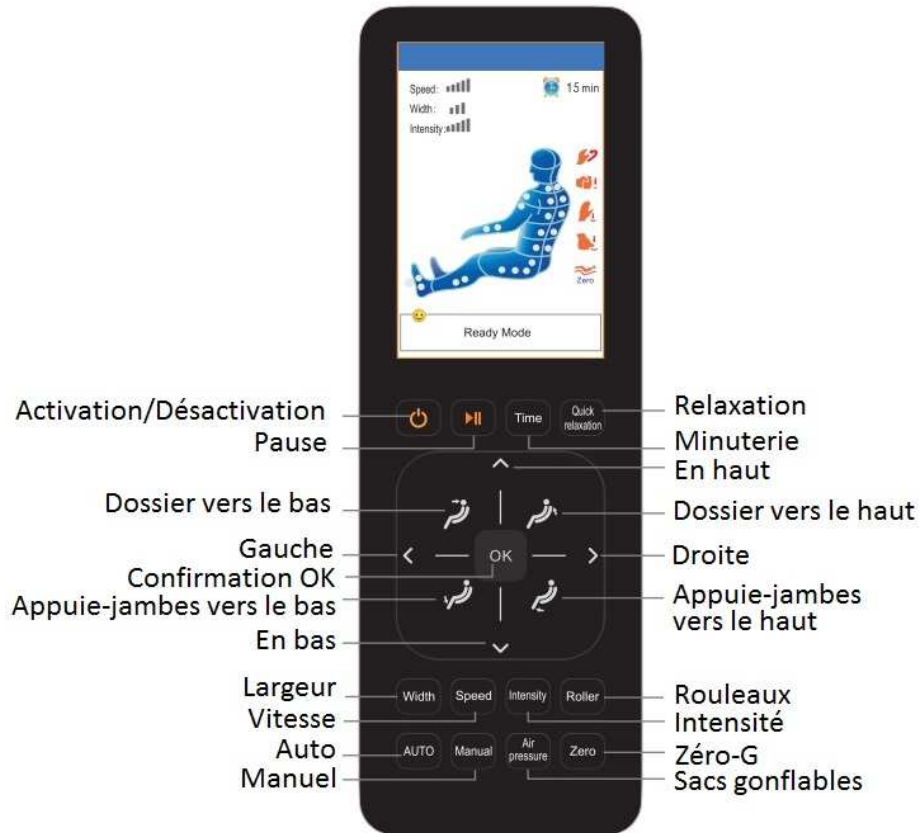 Speed:
15 min
Width:
Intensity:
Zero
Ready Mode
Activation/Désactivation
Pause
Time
Quick
relaxation
Relaxation
Minuterie
En haut
Dossier vers le bas
Dossier vers le haut
Gauche
OK
Droite
Confirmation OK
Appuie-jambes vers le bas
Appuie-jambes
vers le haut
En bas
Largeur
Width
Speed
Intensity
Roller
Rouleaux
Vitesse
Intensité
Auto
AUTO
Manual
Air
pressure
Zero
Zéro-G
Manuel
Sacs gonflables